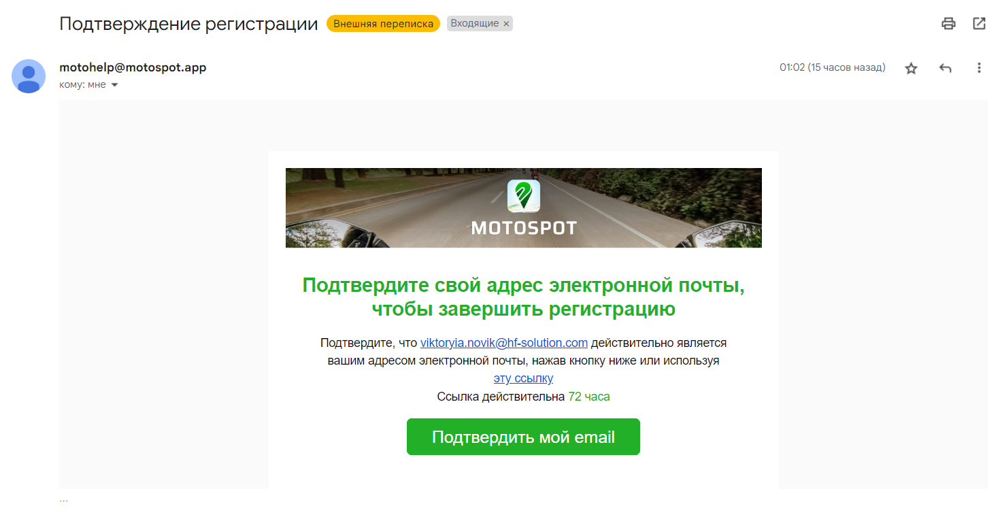 Подтверждение регистрации Внешняя переписка Входящие ×
motohelp@motospot.app 01:02 (15 часов назад)
кому: мне
MOTOSPOT
Подтвердите свой адрес электронной почты,
чтобы завершить регистрацию
Подтвердите, что viktoryia.novik@hf-solution.com действительно является
вашим адресом электронной почты, нажав кнопку ниже или используя
эту ссылку
Ссылка действительна 72 часа
Подтвердить мой email
...